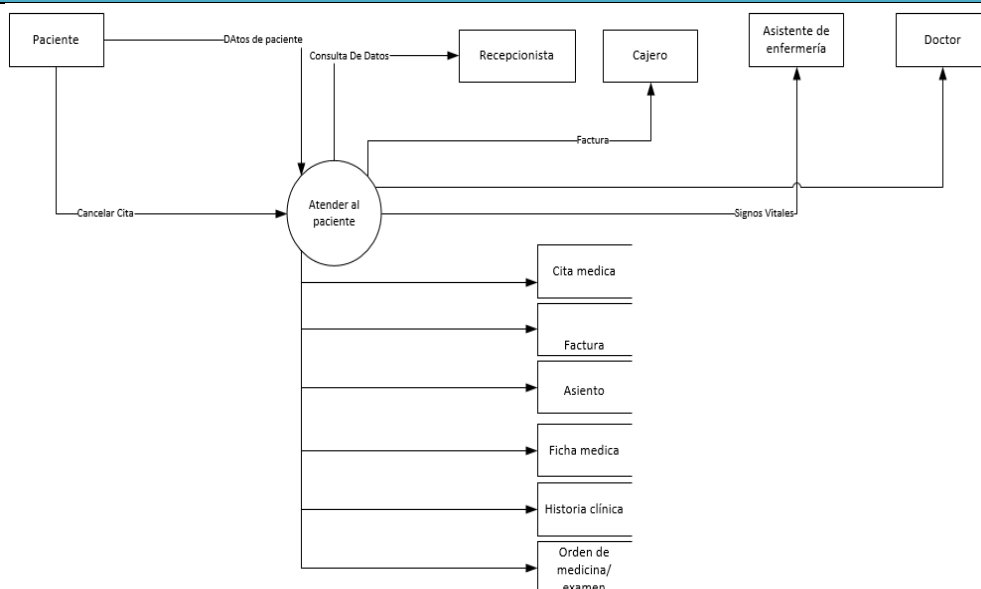 Paciente
DAtos de paciente
Consulta De Datos
Recepcionista
Cajero
Asistente de
enfermería
Doctor
Factura
Atender al
paciente
Cancelar Cita
Signos Vitales
Cita medica
Factura
Asiento
Ficha medica
Historia clínica
Orden de
medicina/
examen